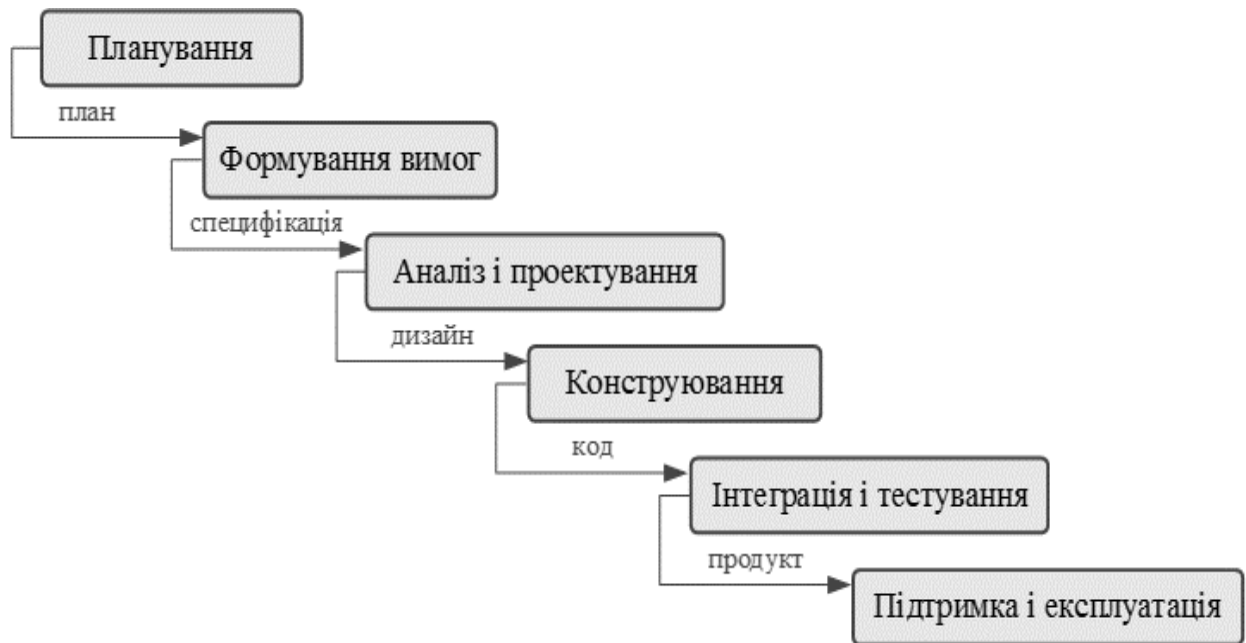 Планування
план
Формування вимог
специфікація
Аналіз і проектування
дизайн
Конструювання
код
Інтеграція і тестування
продукт
Підтримка і експлуатація